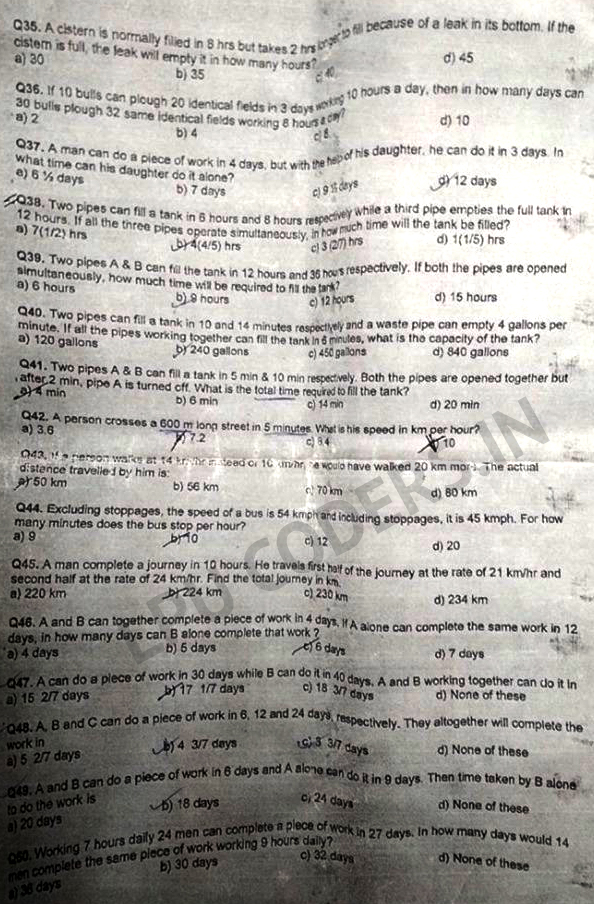 Q35. A cistern is normally filled in 8 hrs but takes 2 hrs longer to fill because of a leak in its bottom. If the
cistern is full, the leak will empty it in how many hours?
a) 30 b) 35 c) 40 d) 45
Q36. If 10 bulls can plough 20 identical fields in 3 days working 10 hours a day, then in how many days can
30 bulls plough 32 same identical fields working 8 hours a day?
a) 2 b) 4 c) 8 d) 10
Q37. A man can do a piece of work in 4 days, but with the help of his daughter, he can do it in 3 days. In
what time can his daughter do it alone?
e) 6 ½ days b) 7 days c) 9 days d) 12 days
Q38. Two pipes can fill a tank in 6 hours and 8 hours respectively while a third pipe empties the full tank in
12 hours. If all the three pipes operate simultaneously, in how much time will the tank be filled?
a) 7(1/2) hrs b) 4(4/5) hrs c) 3 (2/7) hrs d) 1(1/5) hrs
Q39. Two pipes A & B can fill the tank in 12 hours and 36 hours respectively. If both the pipes are opened
simultaneously, how much time will be required to fill the tank?
a) 6 hours b) 9 hours c) 12 hours d) 15 hours
Q40. Two pipes can fill a tank in 10 and 14 minutes respectively and a waste pipe can empty 4 gallons per
minute. If all the pipes working together can fill the tank in 6 minutes, what is the capacity of the tank?
a) 120 gallons b) 240 gallons c) 450 gallons d) 840 gallons
Q41. Two pipes A & B can fill a tank in 5 min & 10 min respectively. Both the pipes are opened together but
after 2 min, pipe A is turned off. What is the total time required to fill the tank?
a) 4 min b) 6 min c) 14 min d) 20 min
Q42. A person crosses a 600 m long street in 5 minutes. What is his speed in km per hour?
a) 3.6 b) 7.2 c) 8.4 d) 10
Q43. If a person walks at 14 km/hr instead of 10 km/hr, he would have walked 20 km more. The actual
distance travelled by him is:
a) 50 km b) 56 km c) 70 km d) 80 km
Q44. Excluding stoppages, the speed of a bus is 54 kmph and including stoppages, it is 45 kmph. For how
many minutes does the bus stop per hour?
a) 9 b) 10 c) 12 d) 20
Q45. A man complete a journey in 10 hours. He travels first half of the journey at the rate of 21 km/hr and
second half at the rate of 24 km/hr. Find the total journey in km.
a) 220 km b) 224 km c) 230 km d) 234 km
Q46. A and B can together complete a piece of work in 4 days. If A alone can complete the same work in 12
days, in how many days can B alone complete that work ?
a) 4 days b) 5 days c) 6 days d) 7 days
Q47. A can do a piece of work in 30 days while B can do it in 40 days. A and B working together can do it in
a) 15 2/7 days b) 17 1/7 days c) 18 3/7 days d) None of these
Q48. A, B and C can do a piece of work in 6, 12 and 24 days, respectively. They altogether will complete the
work in
a) 5 2/7 days b) 4 3/7 days c) 3 3/7 days d) None of these
Q49. A and B can do a piece of work in 6 days and A alone can do it in 9 days. Then time taken by B alone
to do the work is
a) 20 days b) 18 days c) 24 days d) None of these
Q50. Working 7 hours daily 24 men can complete a piece of work in 27 days. In how many days would 14
men complete the same piece of work working 9 hours daily?
a) 36 days b) 30 days c) 32 days d) None of these
LPU CODERS.IN